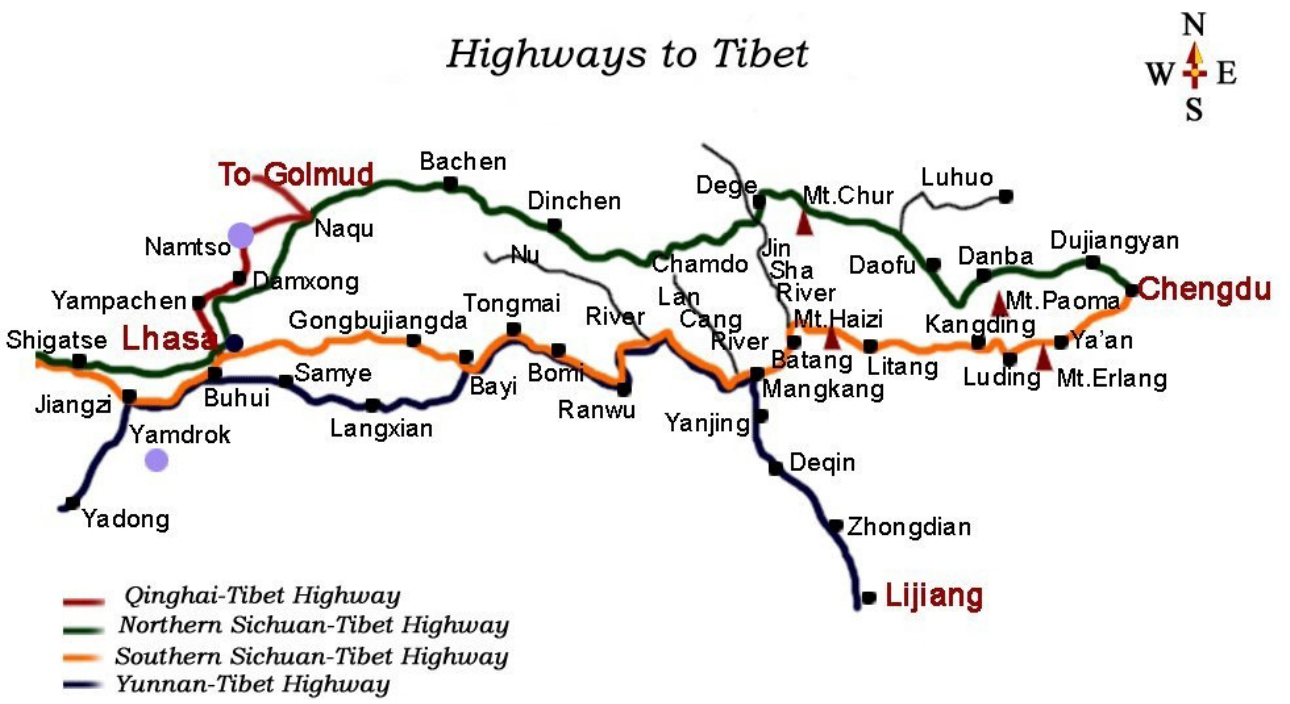 Highways to Tibet
N
W E
S
To Golmud
Bachen
Dege
Mt.Chur
Luhuo
Dinchen
Naqu
Namtso
Nu
Jin
Sha
River
Chamdo
Daofu
Danba
Dujiangyan
Damxong
Yampachen
Lan
Cang
River
Chengdu
Mt.Paoma
Tongmai
River
Gongbujiangda
Mt.Haizi
Kangding
Ya'an
Shigatse
Lhasa
Batang
Litang
Luding
Mt.Erlang
Samye
Bayi
Bomi
Mangkang
Jiangzi
Buhui
Ranwu
Langxian
Yanjing
Yamdrok
Deqin
Yadong
Zhongdian
Lijiang
Qinghai-Tibet Highway
Northern Sichuan-Tibet Highway
Southern Sichuan-Tibet Highway
Yunnan-Tibet Highway